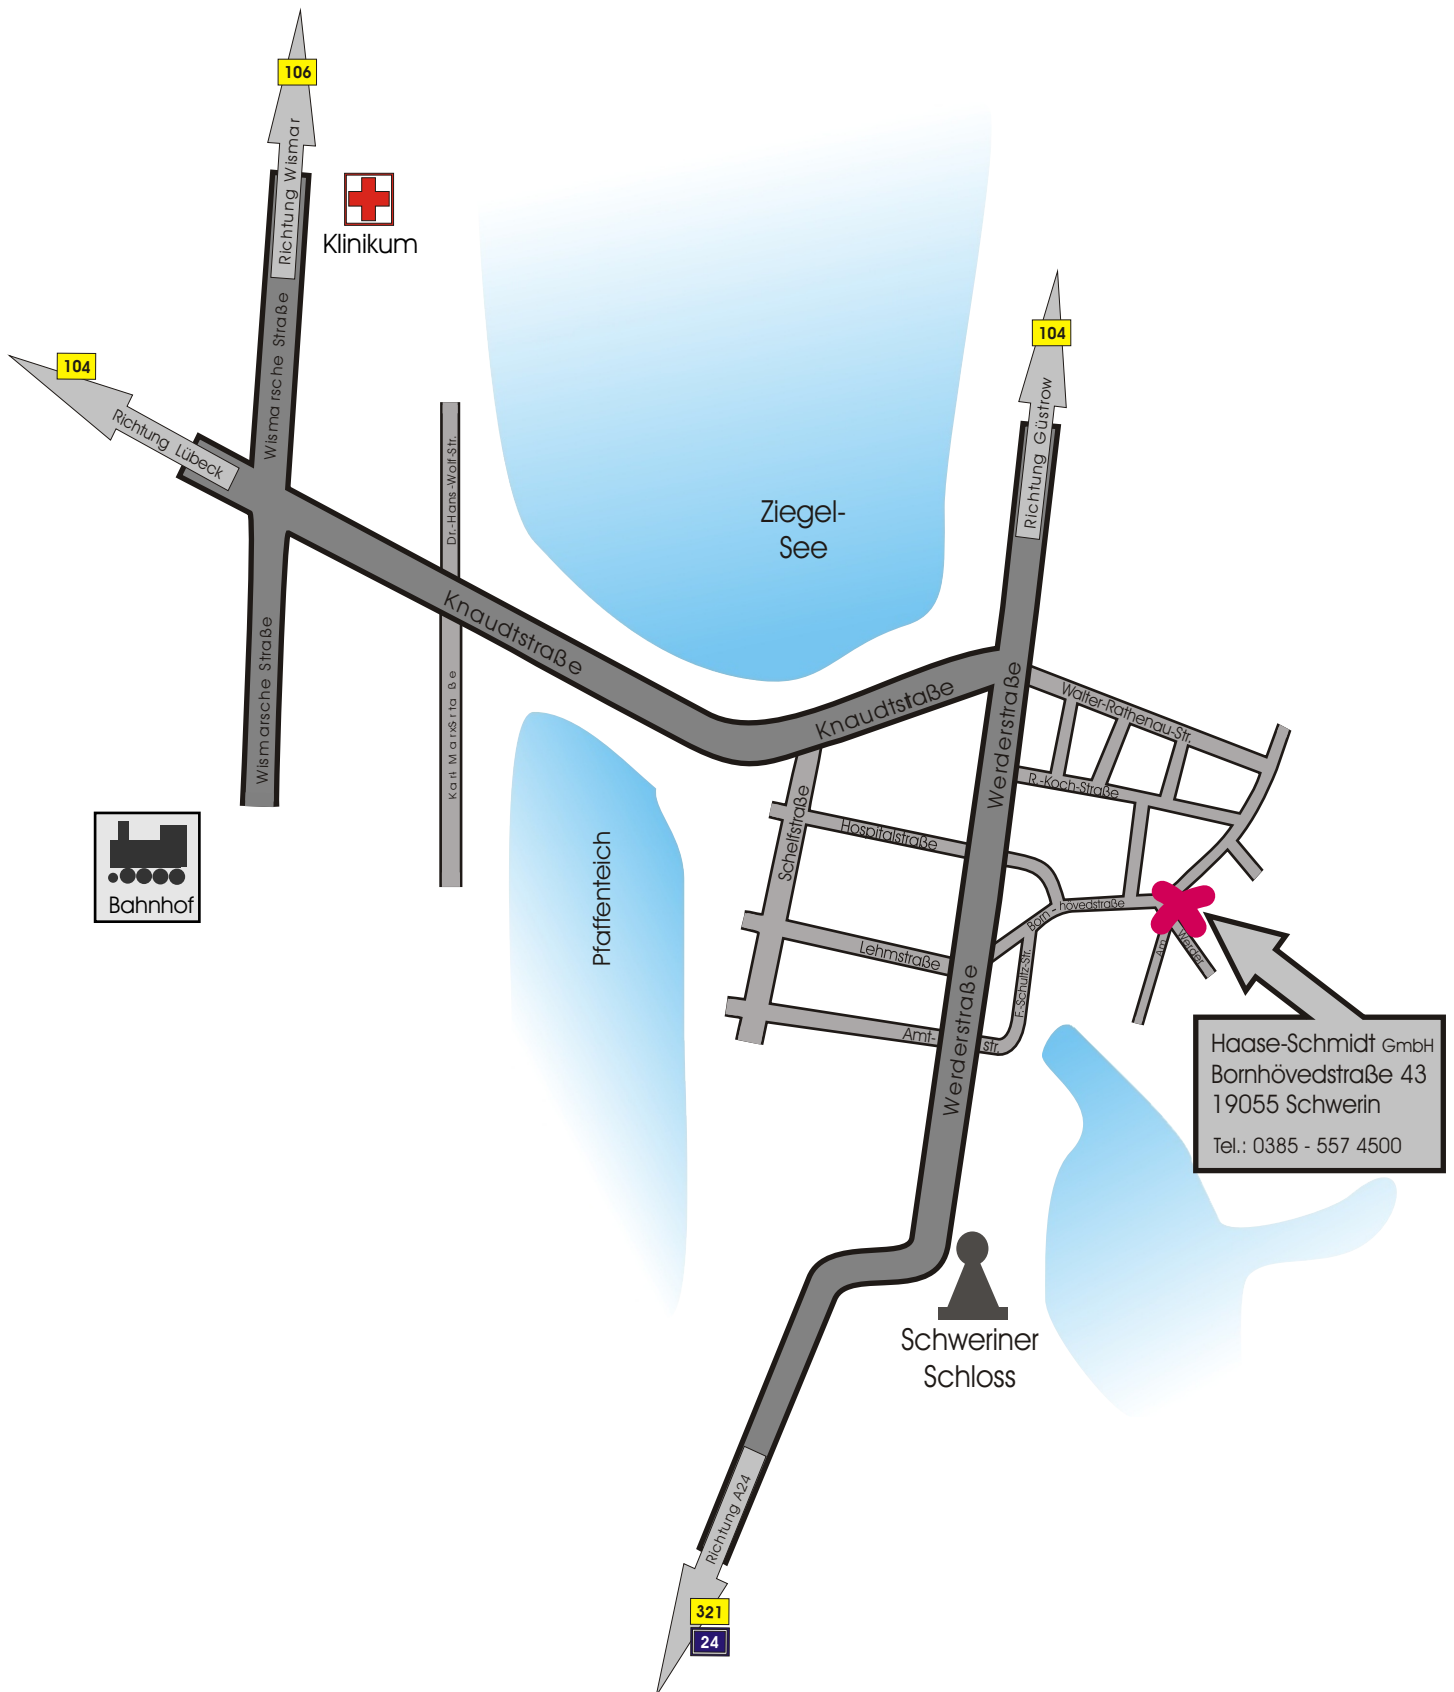 106
Richtung Wismar
Klinikum
Wismarsche Straße
104
Richtung Lübeck
104
Richtung Güstrow
Dr.-Hans-Wolf-Str.
Ziegel-
See
Knaudtstraße
Wismarsche Straße
Karl-MarxSrtaße
Knaudtstaße
Werderstraße
Walter-Rathenau-Str.
R.-Koch-Straße
Schelfstraße
Hospitalstraße
Bahnhof
Pfaffenteich
Born-hövedstraße
Lehmstraße
Am Werder
F.-Schultz-Str.
Amt-str.
Werderstraße
Haase-Schmidt GmbH
Bornhövedstraße 43
19055 Schwerin
Tel.: 0385 - 557 4500
Schweriner
Schloss
Richtung A24
321
24